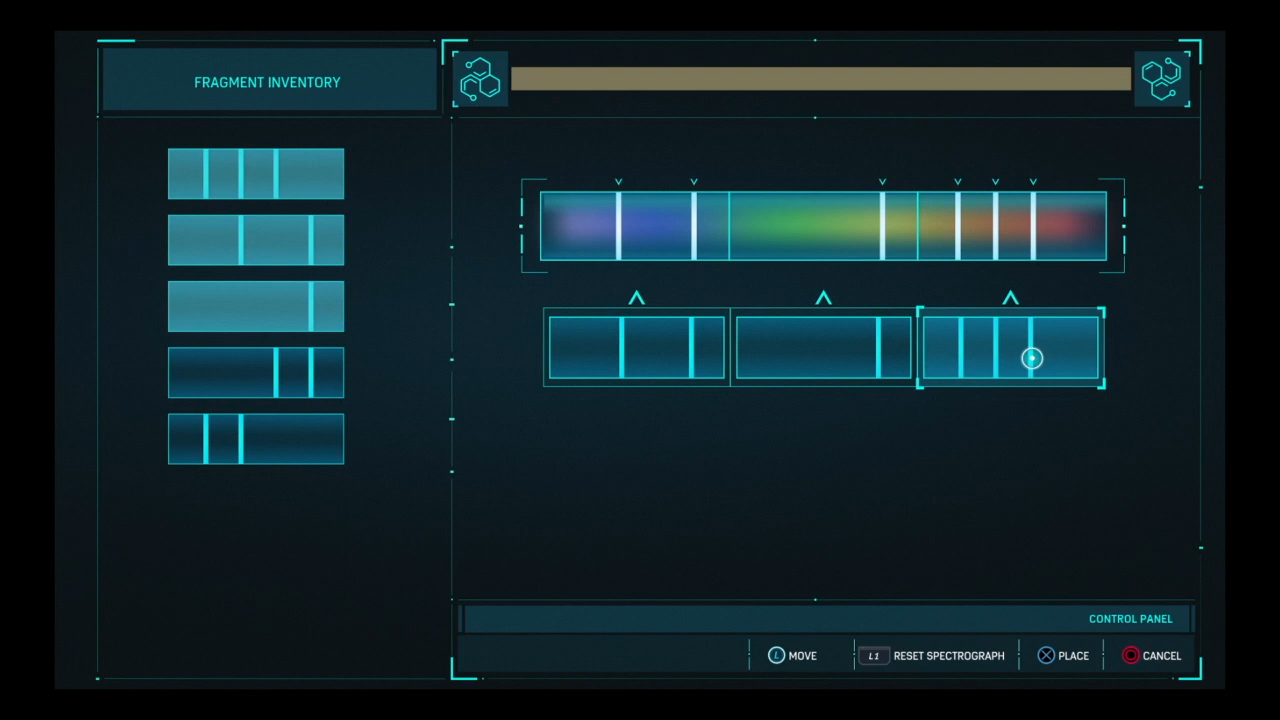 FRAGMENT INVENTORY
CONTROL PANEL
L MOVE
L1 RESET SPECTROGRAPH
PLACE
CANCEL